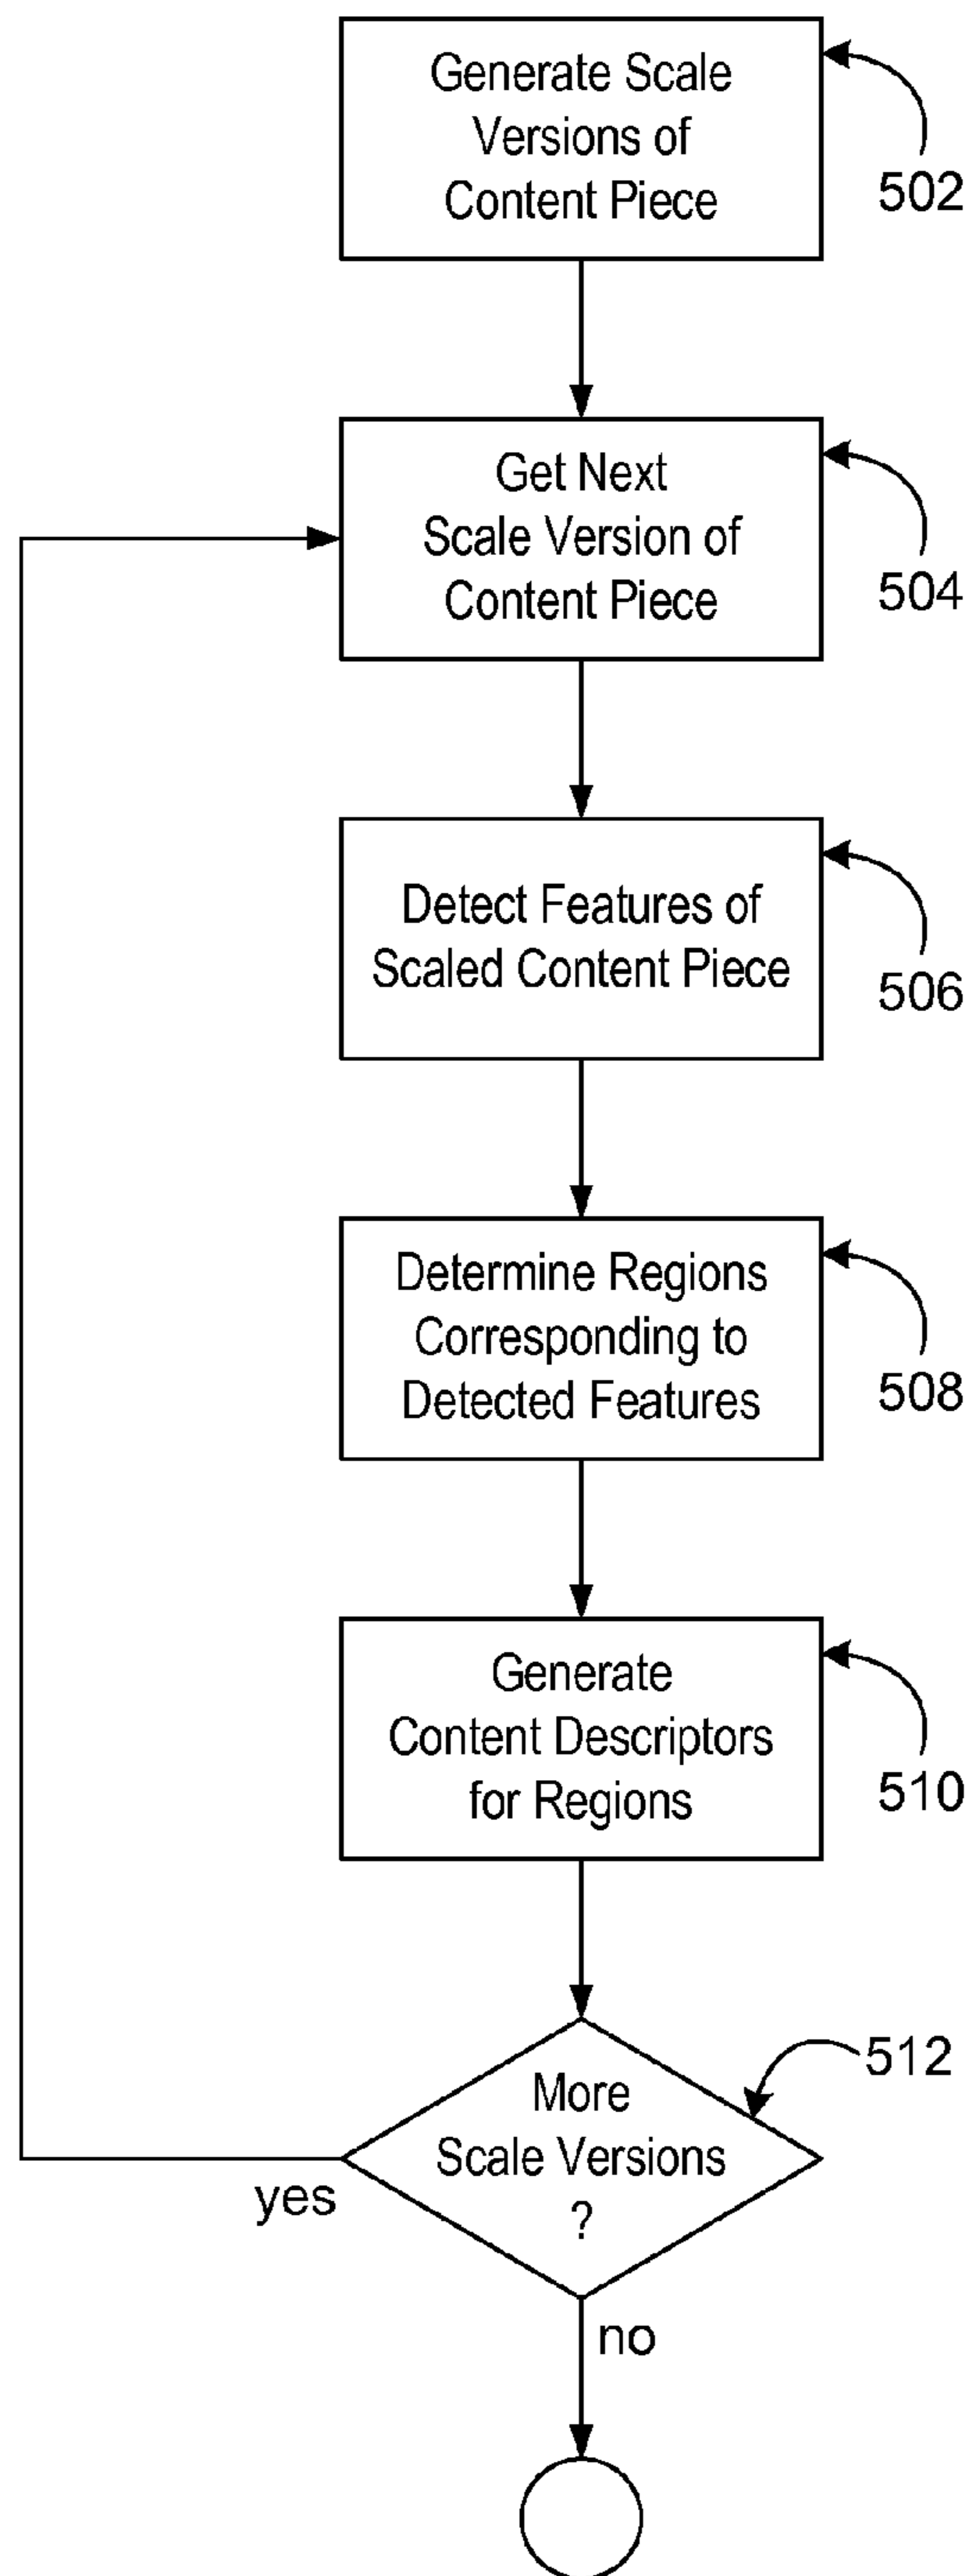 Generate Scale
Versions of
Content Piece
502
Get Next
Scale Version of
Content Piece
504
Detect Features of
Scaled Content Piece
506
Determine Regions
Corresponding to
Detected Features
508
Generate
Content Descriptors
for Regions
510
512
More
Scale Versions
?
yes
no